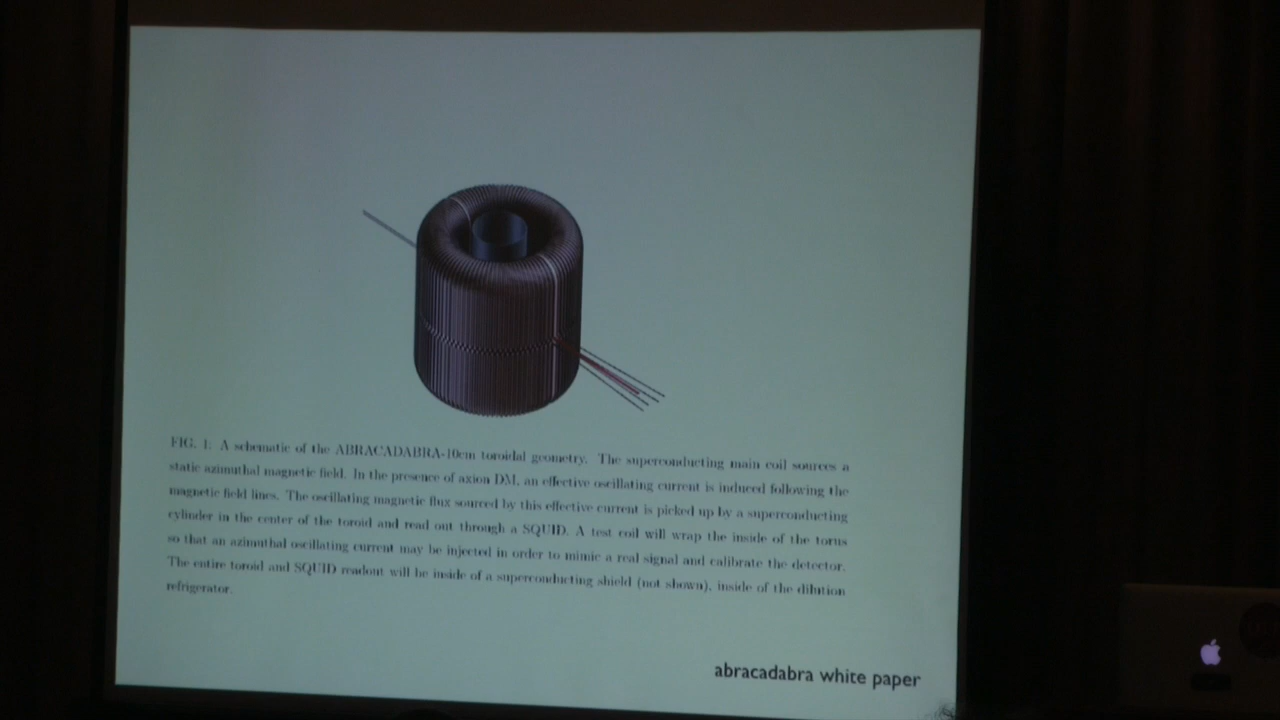 FIG. 1. A schematic of the ABRACADABRA-10cm toroidal geometry. The superconducting main coil sources a
static azimuthal magnetic field. In the presence of axion DM, an effective oscillating current is induced following the
magnetic field lines. The oscillating magnetic flux sourced by this effective current is picked up by a superconducting
cylinder in the center of the toroid and read out through a SQUID. A test coil will wrap the inside of the torus
so that an azimuthal oscillating current may be injected in order to mimic a real signal and calibrate the detector.
The entire toroid and SQUID readout will be inside of a superconducting shield (not shown), inside of the dilution
refrigerator.
abracadabra white paper